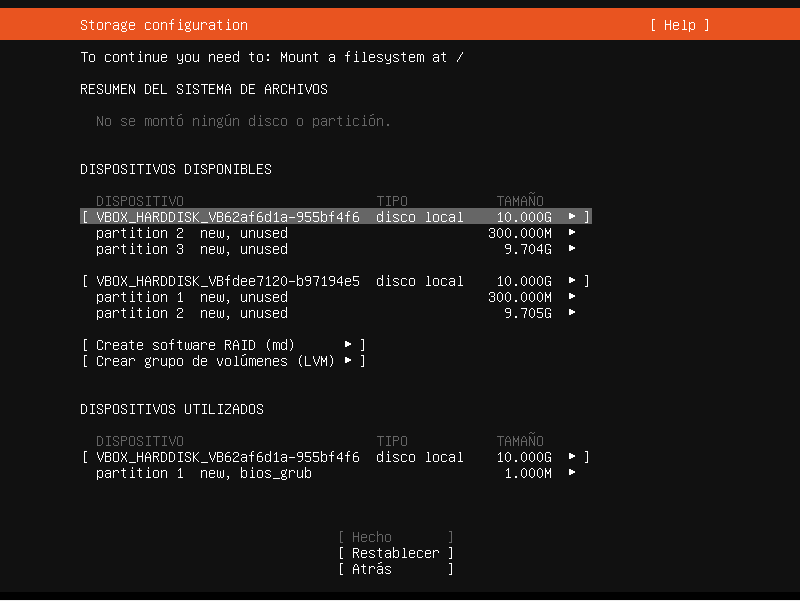 Storage configuration [ Help ]
To continue you need to: Mount a filesystem at /
RESUMEN DEL SISTEMA DE ARCHIVOS
No se montó ningún disco o partición.
DISPOSITIVOS DISPONIBLES
DISPOSITIVO TIPO TAMAÑO
[ VBOX_HARDDISK_VB62af6d1a-955bf4f6 disco local 10.000G ▸ ]
partition 2 new, unused 300.000M ▸
partition 3 new, unused 9.704G ▸
[ VBOX_HARDDISK_VBfdee7120-b97194e5 disco local 10.000G ▸ ]
partition 1 new, unused 300.000M ▸
partition 2 new, unused 9.705G ▸
[ Create software RAID (md) ▸ ]
[ Crear grupo de volúmenes (LVM) ▸ ]
DISPOSITIVOS UTILIZADOS
DISPOSITIVO TIPO TAMAÑO
[ VBOX_HARDDISK_VB62af6d1a-955bf4f6 disco local 10.000G ▸ ]
partition 1 new, bios_grub 1.000M ▸
[ Hecho ]
[ Restablecer ]
[ Atrás ]